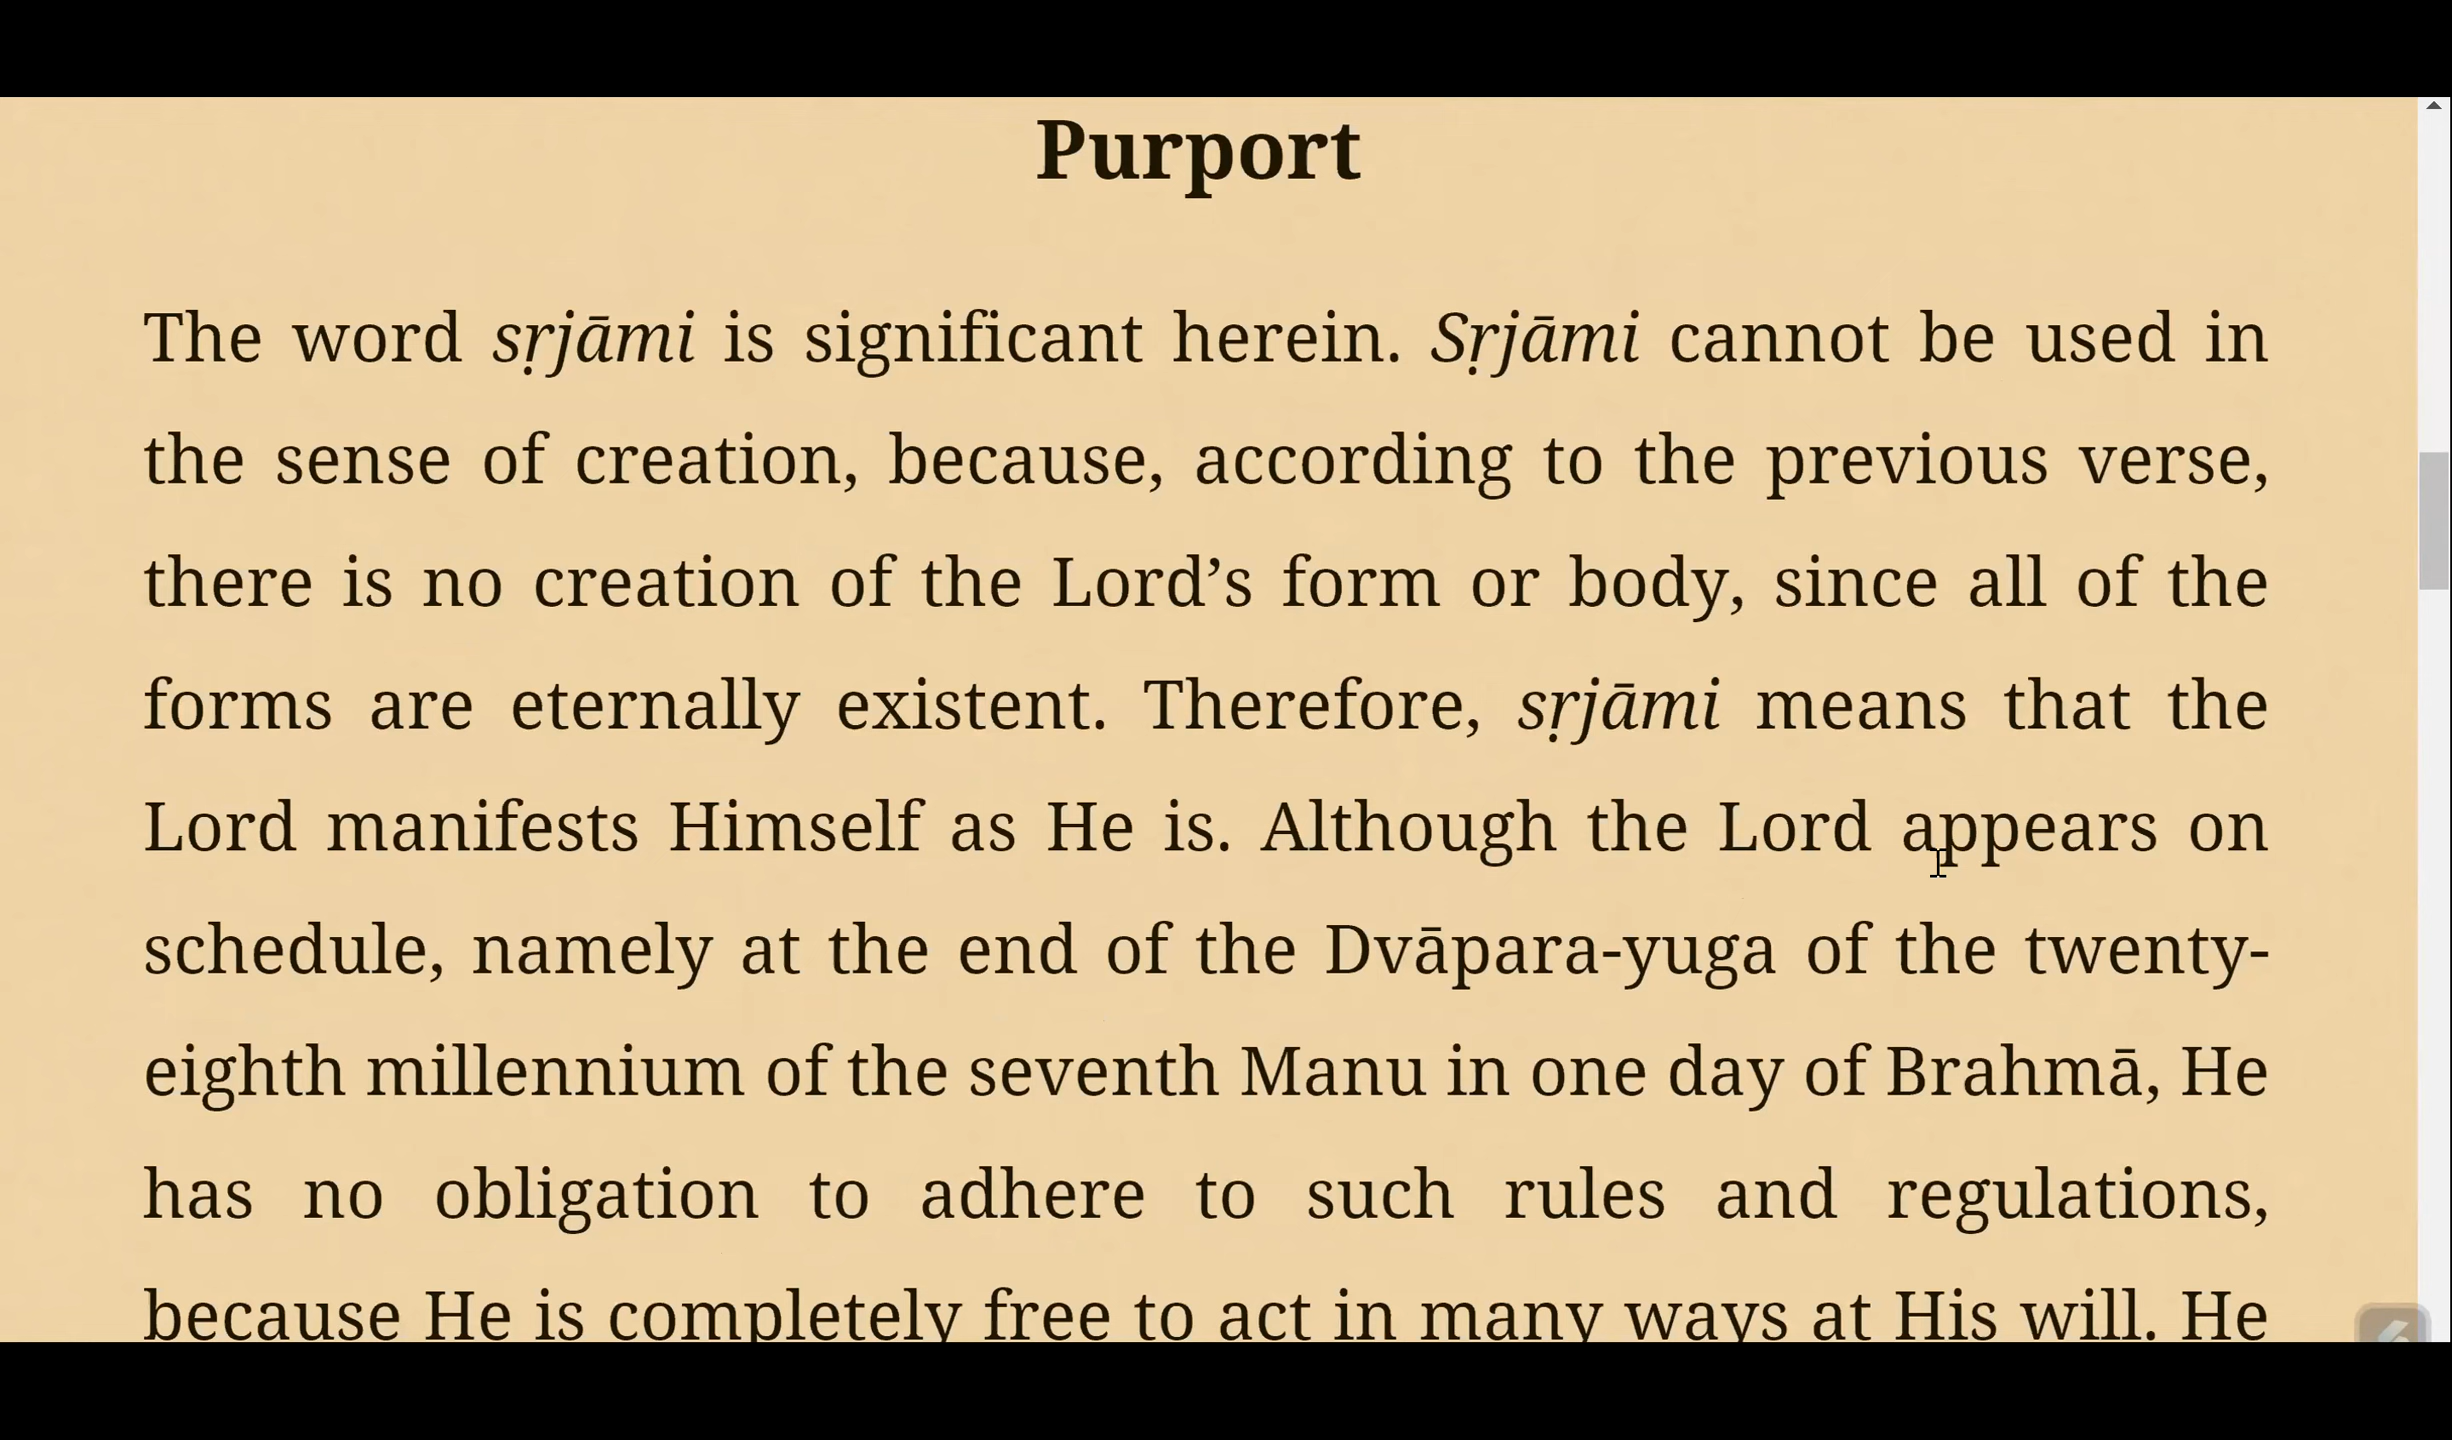 Purport
The word sṛjāmi is significant herein. Sṛjāmi cannot be used in
the sense of creation, because, according to the previous verse,
there is no creation of the Lord’s form or body, since all of the
forms are eternally existent. Therefore, sṛjāmi means that the
Lord manifests Himself as He is. Although the Lord appears on
schedule, namely at the end of the Dvāpara-yuga of the twenty-
eighth millennium of the seventh Manu in one day of Brahmā, He
has no obligation to adhere to such rules and regulations,
because He is completely free to act in many ways at His will. He